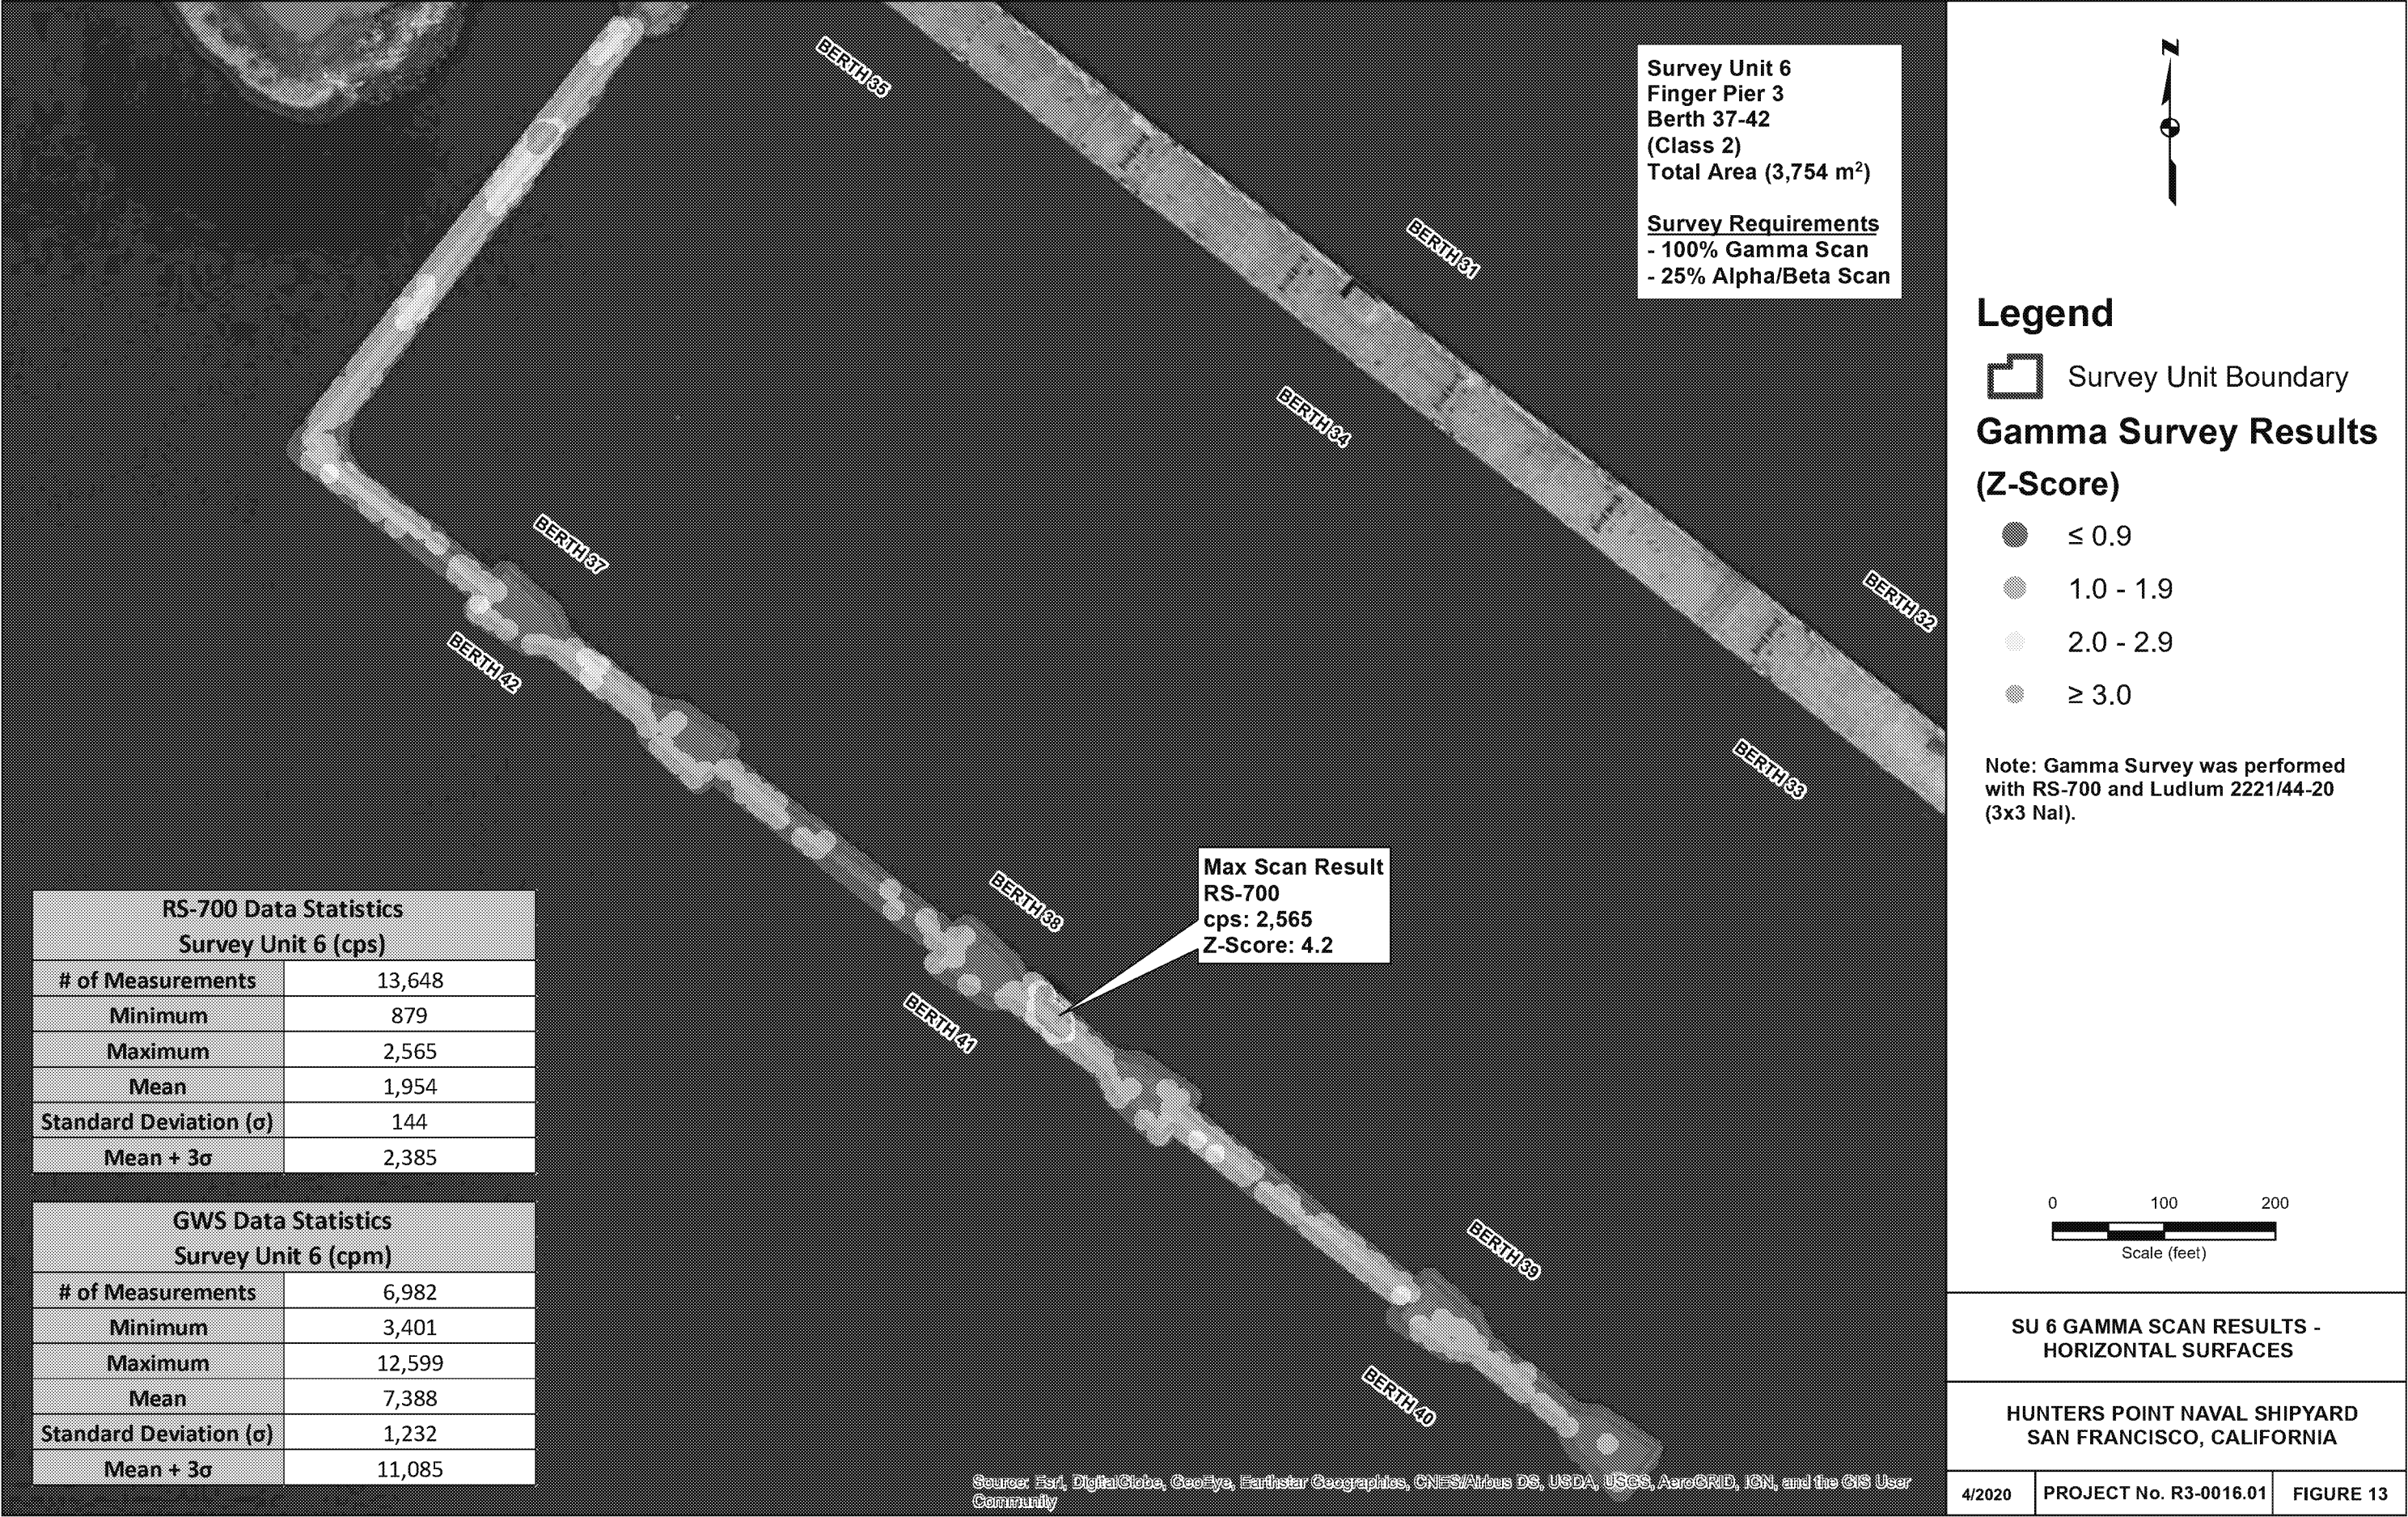 BERTH 35
Survey Unit 6
Finger Pier 3
Berth 37-42
(Class 2)
Total Area (3,754 m²)
Survey Requirements
- 100% Gamma Scan
- 25% Alpha/Beta Scan
BERTH 31
BERTH 34
BERTH 32
BERTH 33
BERTH 37
BERTH 42
Max Scan Result
RS-700
cps: 2,565
Z-Score: 4.2
BERTH 38
BERTH 41
BERTH 39
BERTH 40
RS-700 Data Statistics
Survey Unit 6 (cps)
# of Measurements 13,648
Minimum 879
Maximum 2,565
Mean 1,954
Standard Deviation (σ) 144
Mean + 3σ 2,385
GWS Data Statistics
Survey Unit 6 (cpm)
# of Measurements 6,982
Minimum 3,401
Maximum 12,599
Mean 7,388
Standard Deviation (σ) 1,232
Mean + 3σ 11,085
Source: Esri, DigitalGlobe, GeoEye, Earthstar Geographics, CNES/Airbus DS, USDA, USGS, AeroGRID, IGN, and the GIS User
Community
N
Legend
Survey Unit Boundary
Gamma Survey Results
(Z-Score)
≤ 0.9
1.0 - 1.9
2.0 - 2.9
≥ 3.0
Note: Gamma Survey was performed
with RS-700 and Ludlum 2221/44-20
(3x3 NaI).
0 100 200
Scale (feet)
SU 6 GAMMA SCAN RESULTS -
HORIZONTAL SURFACES
HUNTERS POINT NAVAL SHIPYARD
SAN FRANCISCO, CALIFORNIA
4/2020 PROJECT No. R3-0016.01 FIGURE 13